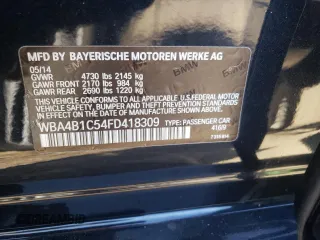 MFD BY BAYERISCHE MOTOREN WERKE AG
05/14
GVWR 4730 lbs 2145 kg
GAWR FRONT 2170 lbs 984 kg
GAWR REAR 2690 lbs 1220 kg
THIS VEHICLE CONFORMS TO ALL APPLICABLE
FEDERAL MOTOR VEHICLE SAFETY, BUMPER,
AND THEFT PREVENTION STANDARDS IN EFFECT
ON THE DATE OF MANUFACTURE SHOWN ABOVE.
WBA4B1C54FD418309 TYPE: PASSENGER CAR